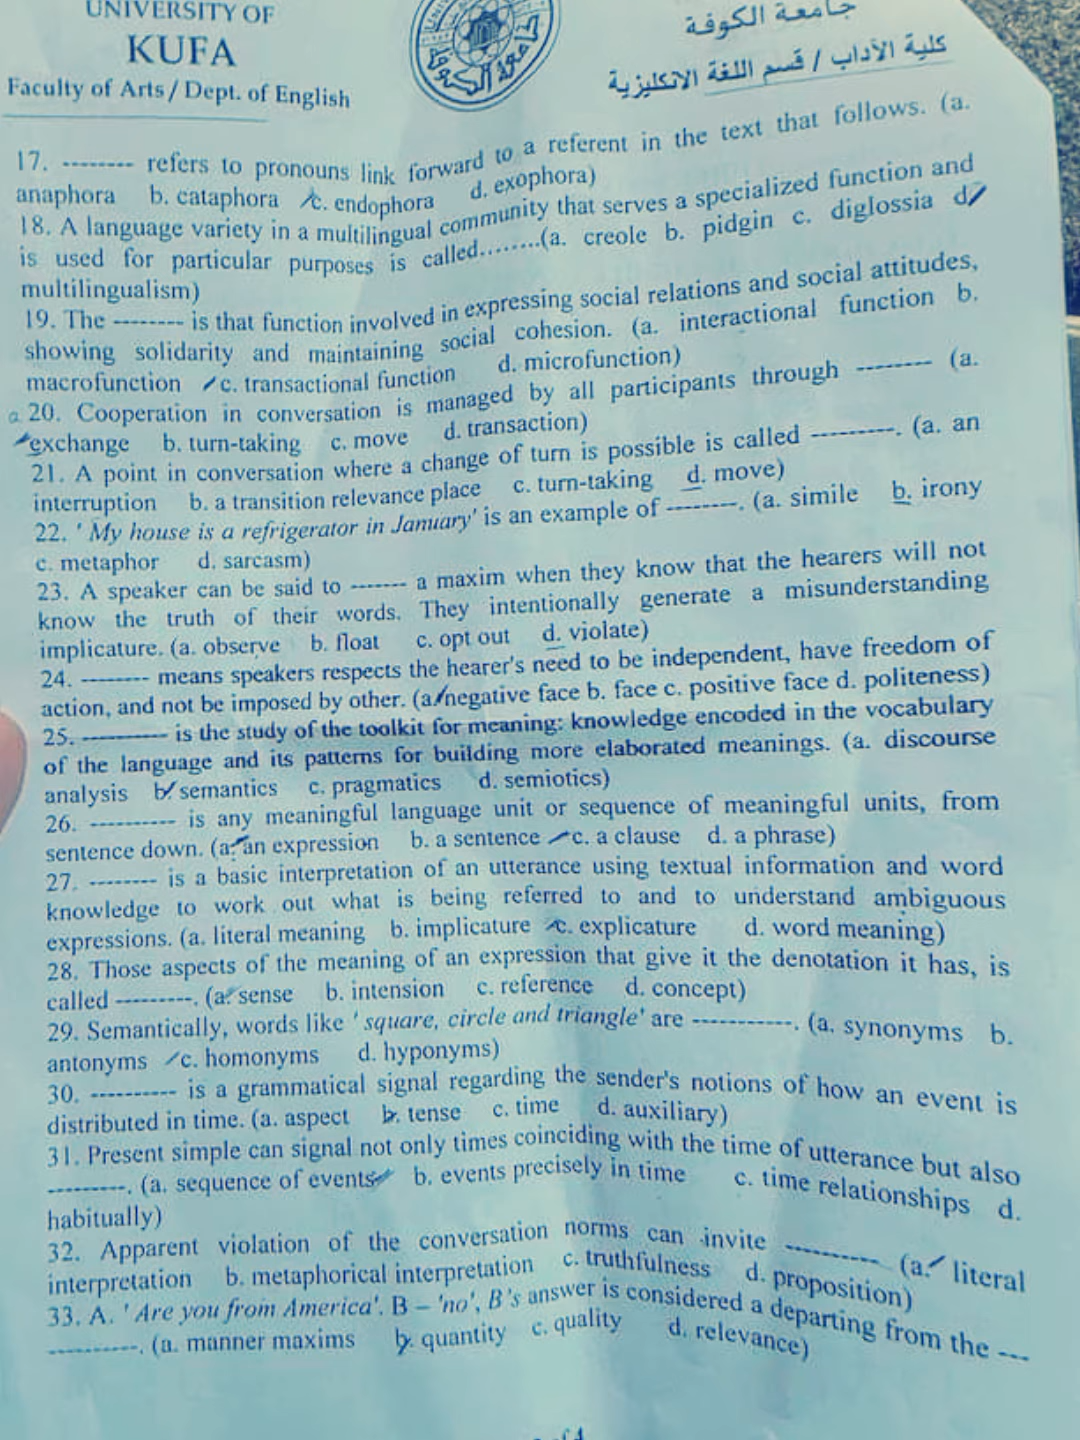 UNIVERSITY OF
KUFA
Faculty of Arts / Dept. of English
جامعة الكوفة
كلية الآداب / قسم اللغة الانكليزية
17. -------- refers to pronouns link forward to a referent in the text that follows. (a.
anaphora b. cataphora c. endophora d. exophora)
18. A language variety in a multilingual community that serves a specialized function and
is used for particular purposes is called........(a. creole b. pidgin c. diglossia d.
multilingualism)
19. The -------- is that function involved in expressing social relations and social attitudes,
showing solidarity and maintaining social cohesion. (a. interactional function b.
macrofunction c. transactional function d. microfunction)
20. Cooperation in conversation is managed by all participants through -------- (a.
exchange b. turn-taking c. move d. transaction)
21. A point in conversation where a change of turn is possible is called ---------. (a. an
interruption b. a transition relevance place c. turn-taking d. move)
22. ' My house is a refrigerator in January' is an example of --------. (a. simile b. irony
c. metaphor d. sarcasm)
23. A speaker can be said to ------- a maxim when they know that the hearers will not
know the truth of their words. They intentionally generate a misunderstanding
implicature. (a. observe b. float c. opt out d. violate)
24. -------- means speakers respects the hearer's need to be independent, have freedom of
action, and not be imposed by other. (a. negative face b. face c. positive face d. politeness)
25. ---------- is the study of the toolkit for meaning: knowledge encoded in the vocabulary
of the language and its patterns for building more elaborated meanings. (a. discourse
analysis b. semantics c. pragmatics d. semiotics)
26. ---------- is any meaningful language unit or sequence of meaningful units, from
sentence down. (a. an expression b. a sentence c. a clause d. a phrase)
27. -------- is a basic interpretation of an utterance using textual information and word
knowledge to work out what is being referred to and to understand ambiguous
expressions. (a. literal meaning b. implicature c. explicature d. word meaning)
28. Those aspects of the meaning of an expression that give it the denotation it has, is
called ---------. (a. sense b. intension c. reference d. concept)
29. Semantically, words like ' square, circle and triangle' are ------------. (a. synonyms b.
antonyms c. homonyms d. hyponyms)
30. ---------- is a grammatical signal regarding the sender's notions of how an event is
distributed in time. (a. aspect b. tense c. time d. auxiliary)
31. Present simple can signal not only times coinciding with the time of utterance but also
---------. (a. sequence of events b. events precisely in time c. time relationships d.
habitually)
32. Apparent violation of the conversation norms can invite ----------- (a. literal
interpretation b. metaphorical interpretation c. truthfulness d. proposition)
33. A. ' Are you from America'. B – 'no', B's answer is considered a departing from the ---
----------. (a. manner maxims b. quantity c. quality d. relevance)